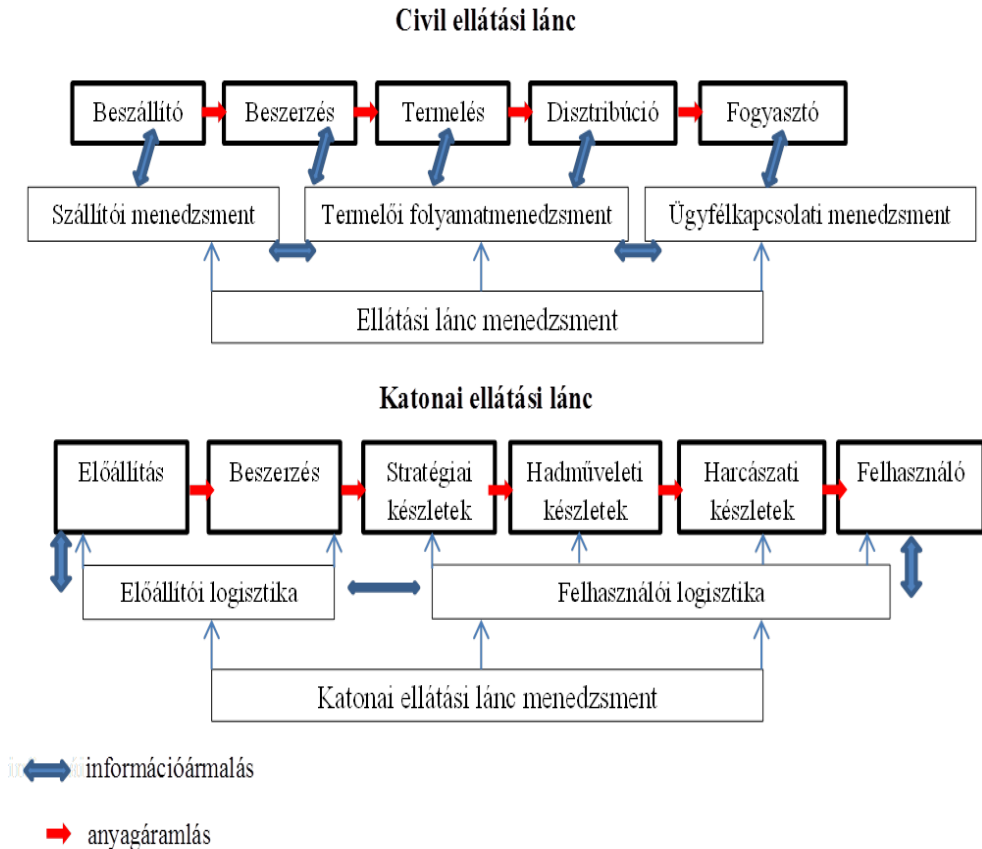 Civil ellátási lánc
Beszállító
Beszerzés
Termelés
Disztribúció
Fogyasztó
Szállítói menedzsment
Termelői folyamatmenedzsment
Ügyfélkapcsolati menedzsment
Ellátási lánc menedzsment
Katonai ellátási lánc
Előállítás
Beszerzés
Stratégiai
készletek
Hadműveleti
készletek
Harcászati
készletek
Felhasználó
Előállítói logisztika
Felhasználói logisztika
Katonai ellátási lánc menedzsment
információármalás
anyagáramlás